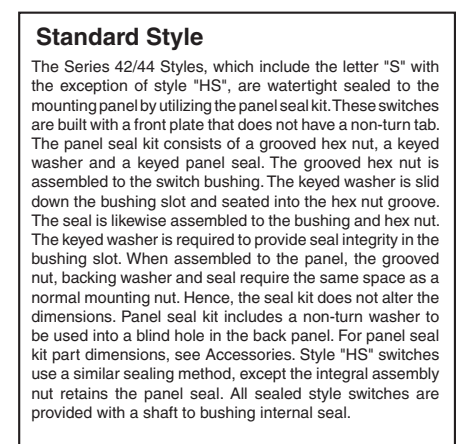 Standard Style
The Series 42/44 Styles, which include the letter "S" with
the exception of style "HS", are watertight sealed to the
mounting panel by utilizing the panel seal kit. These switches
are built with a front plate that does not have a non-turn tab.
The panel seal kit consists of a grooved hex nut, a keyed
washer and a keyed panel seal. The grooved hex nut is
assembled to the switch bushing. The keyed washer is slid
down the bushing slot and seated into the hex nut groove.
The seal is likewise assembled to the bushing and hex nut.
The keyed washer is required to provide seal integrity in the
bushing slot. When assembled to the panel, the grooved
nut, backing washer and seal require the same space as a
normal mounting nut. Hence, the seal kit does not alter the
dimensions. Panel seal kit includes a non-turn washer to
be used into a blind hole in the back panel. For panel seal
kit part dimensions, see Accessories. Style "HS" switches
use a similar sealing method, except the integral assembly
nut retains the panel seal. All sealed style switches are
provided with a shaft to bushing internal seal.